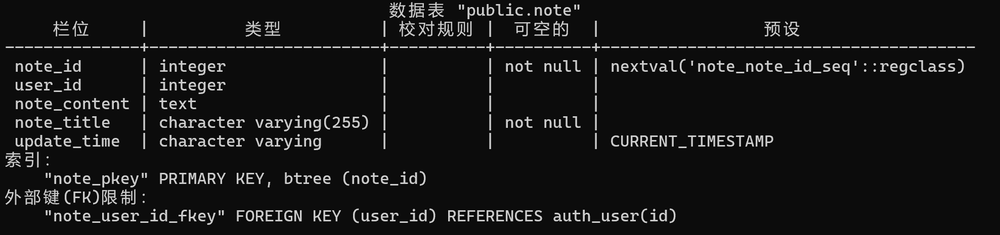 数据表 "public.note"
栏位 | 类型 | 校对规则 | 可空的 | 预设
--------------+------------------------+----------+----------+---------------------------------------
note_id | integer | | not null | nextval('note_note_id_seq'::regclass)
user_id | integer | | |
note_content | text | | |
note_title | character varying(255) | | not null |
update_time | character varying | | | CURRENT_TIMESTAMP
索引:
"note_pkey" PRIMARY KEY, btree (note_id)
外部键(FK)限制:
"note_user_id_fkey" FOREIGN KEY (user_id) REFERENCES auth_user(id)